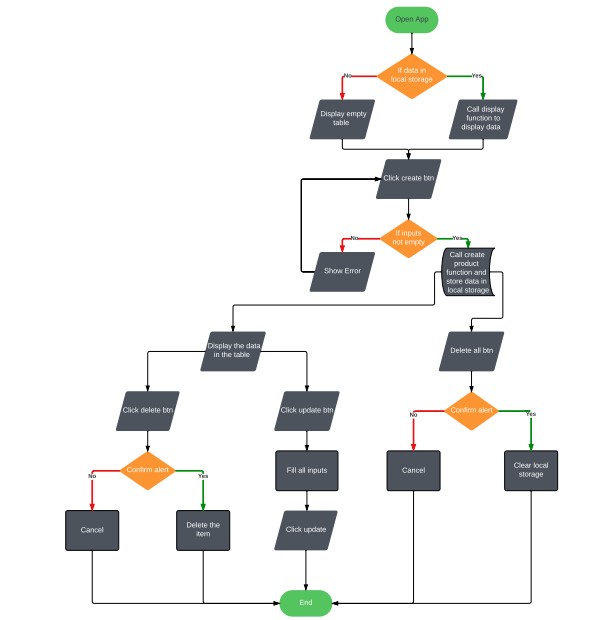 Open App
If data in
local storage
No
Yes
Display empty
table
Call display
function to
display data
Click create btn
If inputs
not empty
No
Yes
Show Error
Call create
product
function and
store data in
local storage
Display the data
in the table
Delete all btn
Click delete btn
Click update btn
Confirm alert
No
Yes
Confirm alert
No
Yes
Fill all inputs
Cancel
Clear local
storage
Cancel
Delete the
item
Click update
End